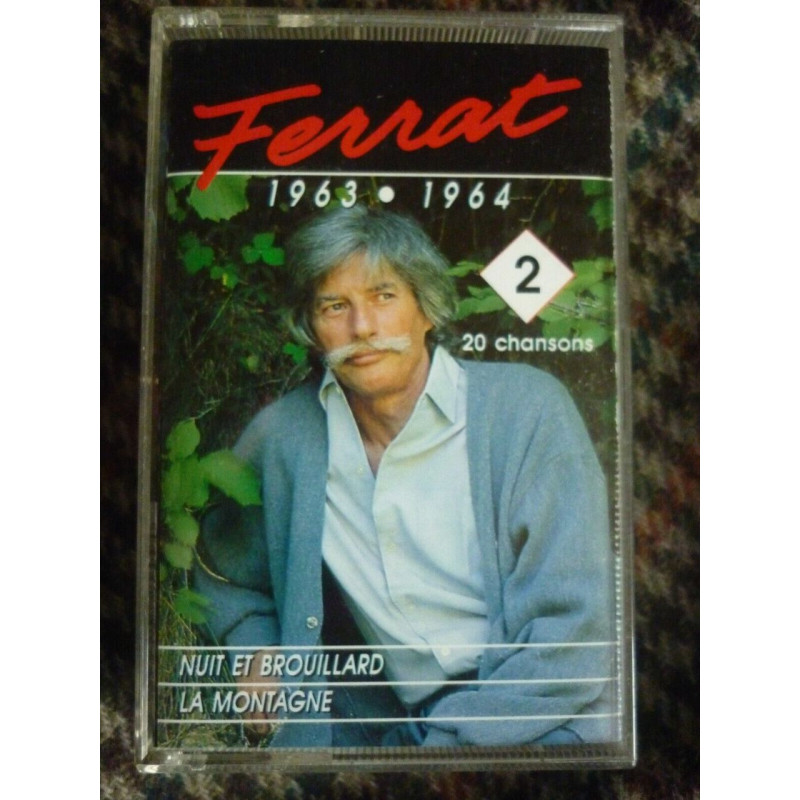 Ferrat
1963 • 1964
2
20 chansons
NUIT ET BROUILLARD
LA MONTAGNE